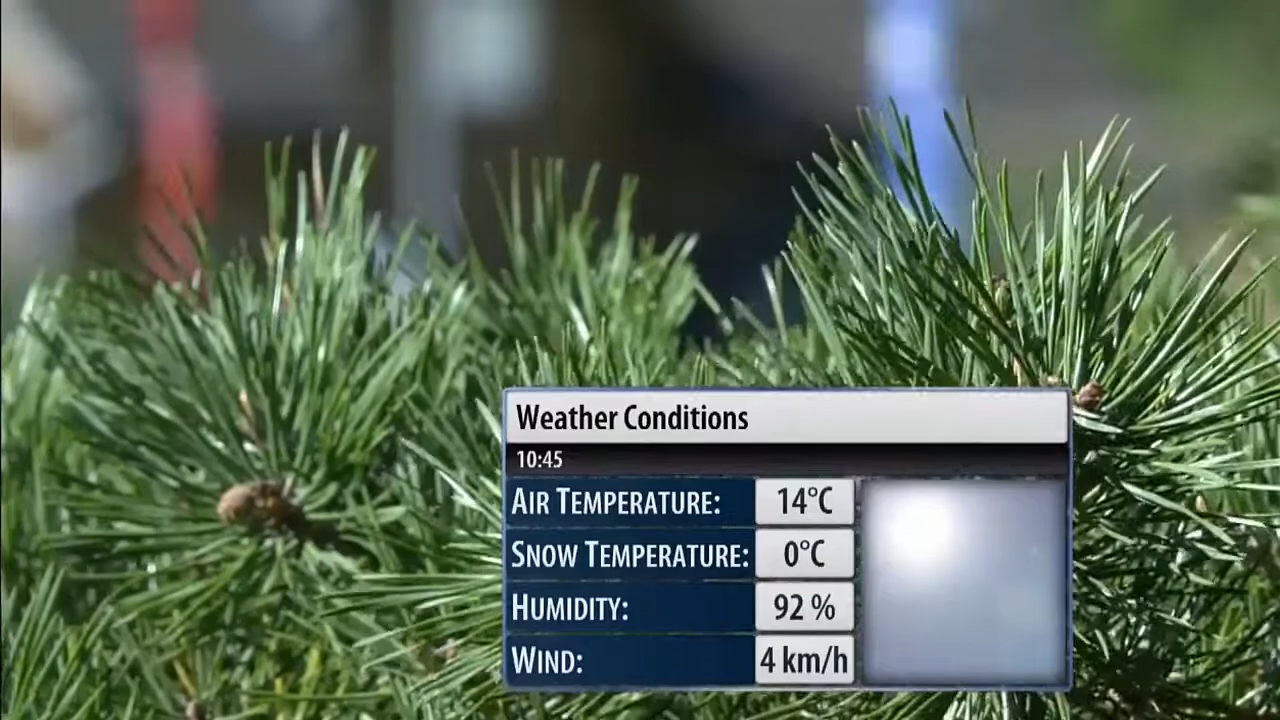 Weather Conditions
10:45
AIR TEMPERATURE: 14°C
SNOW TEMPERATURE: 0°C
HUMIDITY: 92 %
WIND: 4 km/h